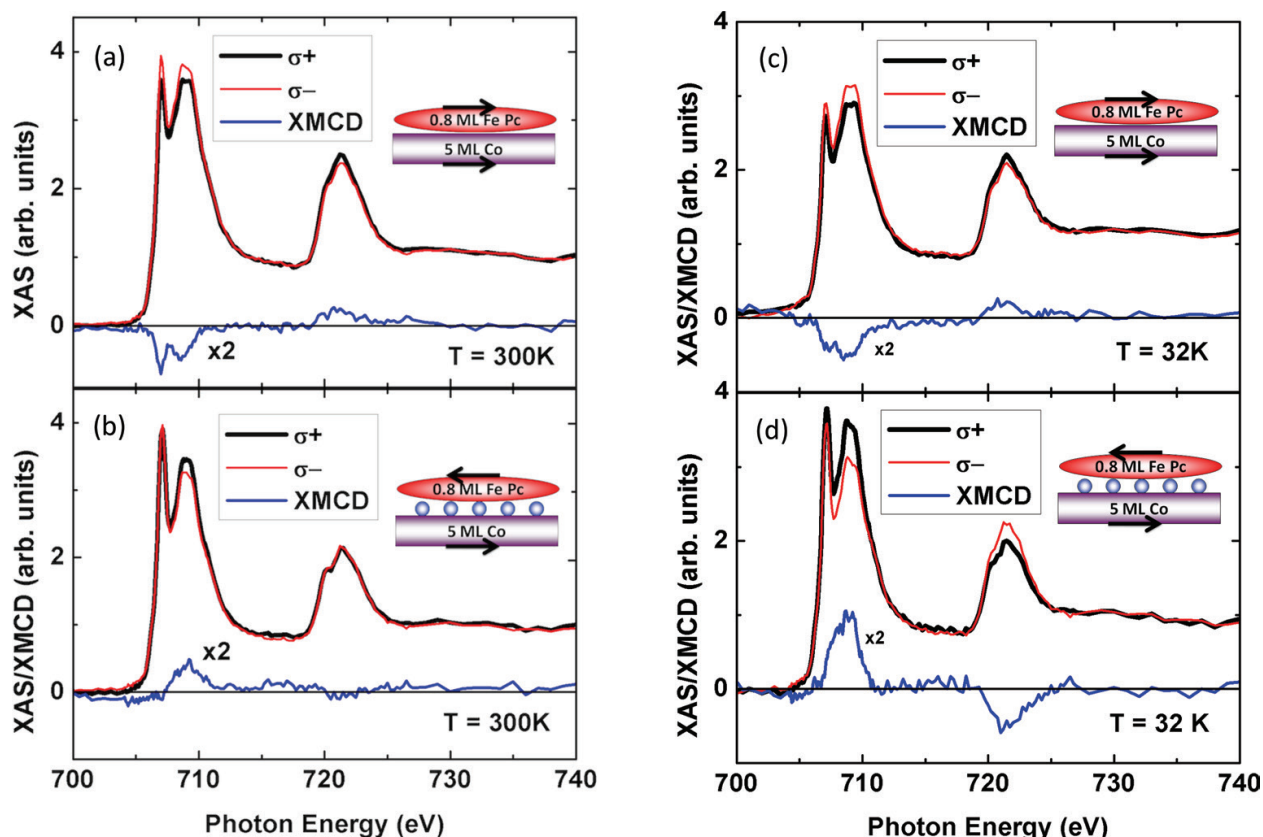 (a)
σ+
σ−
XMCD
0.8 ML Fe Pc
5 ML Co
x2
T = 300K
4
2
0
XAS (arb. units)
(b)
σ+
σ−
XMCD
0.8 ML Fe Pc
5 ML Co
x2
T = 300K
4
2
0
XAS/XMCD (arb. units)
700 710 720 730 740
Photon Energy (eV)
(c)
σ+
σ−
XMCD
0.8 ML Fe Pc
5 ML Co
x2
T = 32K
4
2
0
XAS/XMCD (arb. units)
(d)
σ+
σ−
XMCD
0.8 ML Fe Pc
5 ML Co
x2
T = 32 K
4
2
0
XAS/XMCD (arb. units)
700 710 720 730 740
Photon Energy (eV)